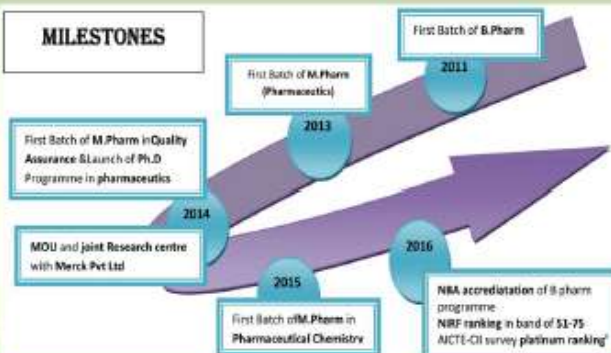 MILESTONES
First Batch of B.Pharm
2011
First Batch of M.Pharm
(Pharmaceutics)
2013
First Batch of M.Pharm inQuality
Assurance &Launch of Ph.D
Programme in pharmaceutics
2014
MOU and joint Research centre
with Merck Pvt Ltd
2015
First Batch ofM.Pharm in
Pharmaceutical Chemistry
2016
NBA accrediatation of B pharm
programme
NIRF ranking in band of 51-75
AICTE-CII survey platinum ranking